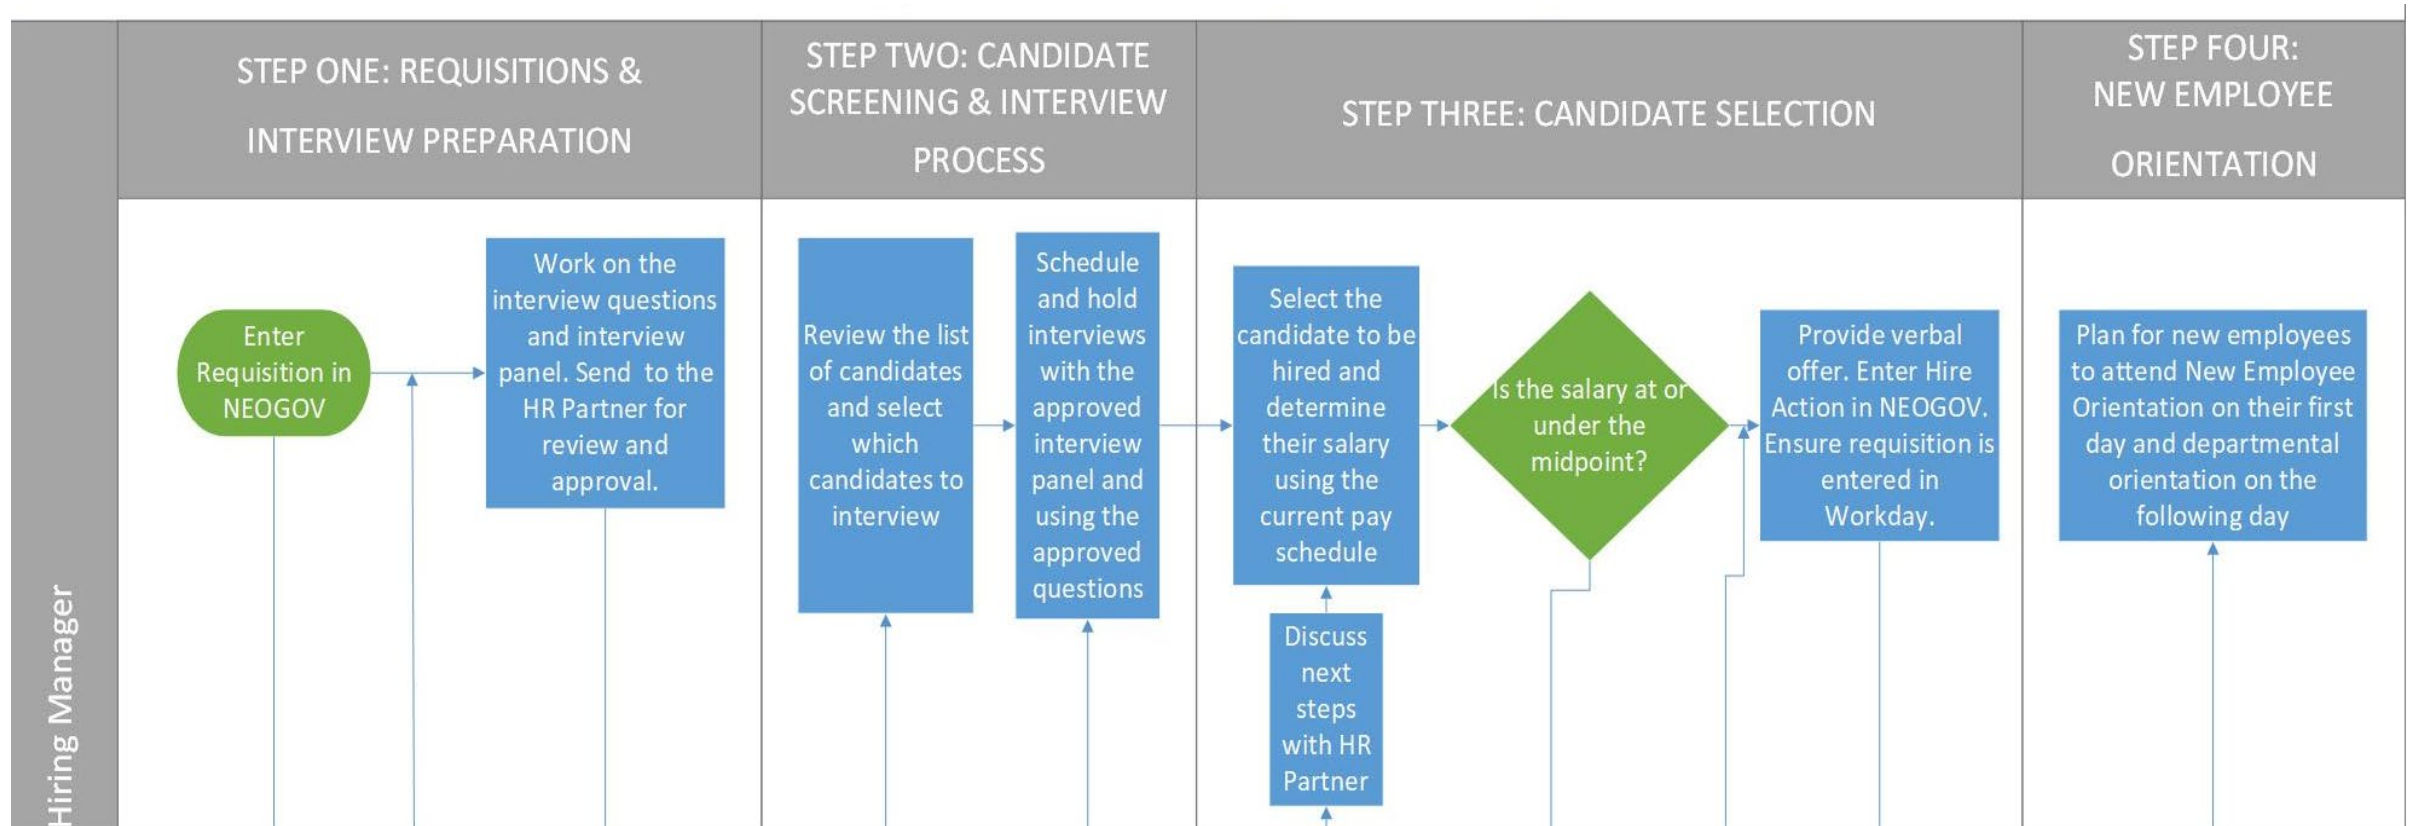 STEP ONE: REQUISITIONS &
INTERVIEW PREPARATION
STEP TWO: CANDIDATE
SCREENING & INTERVIEW
PROCESS
STEP THREE: CANDIDATE SELECTION
STEP FOUR:
NEW EMPLOYEE
ORIENTATION
Hiring Manager
Enter
Requisition in
NEOGOV
Work on the
interview questions
and interview
panel. Send to the
HR Partner for
review and
approval.
Review the list
of candidates
and select
which
candidates to
interview
Schedule
and hold
interviews
with the
approved
interview
panel and
using the
approved
questions
Select the
candidate to be
hired and
determine
their salary
using the
current pay
schedule
Discuss
next
steps
with HR
Partner
Is the salary at or
under the
midpoint?
Provide verbal
offer. Enter Hire
Action in NEOGOV.
Ensure requisition is
entered in
Workday.
Plan for new employees
to attend New Employee
Orientation on their first
day and departmental
orientation on the
following day